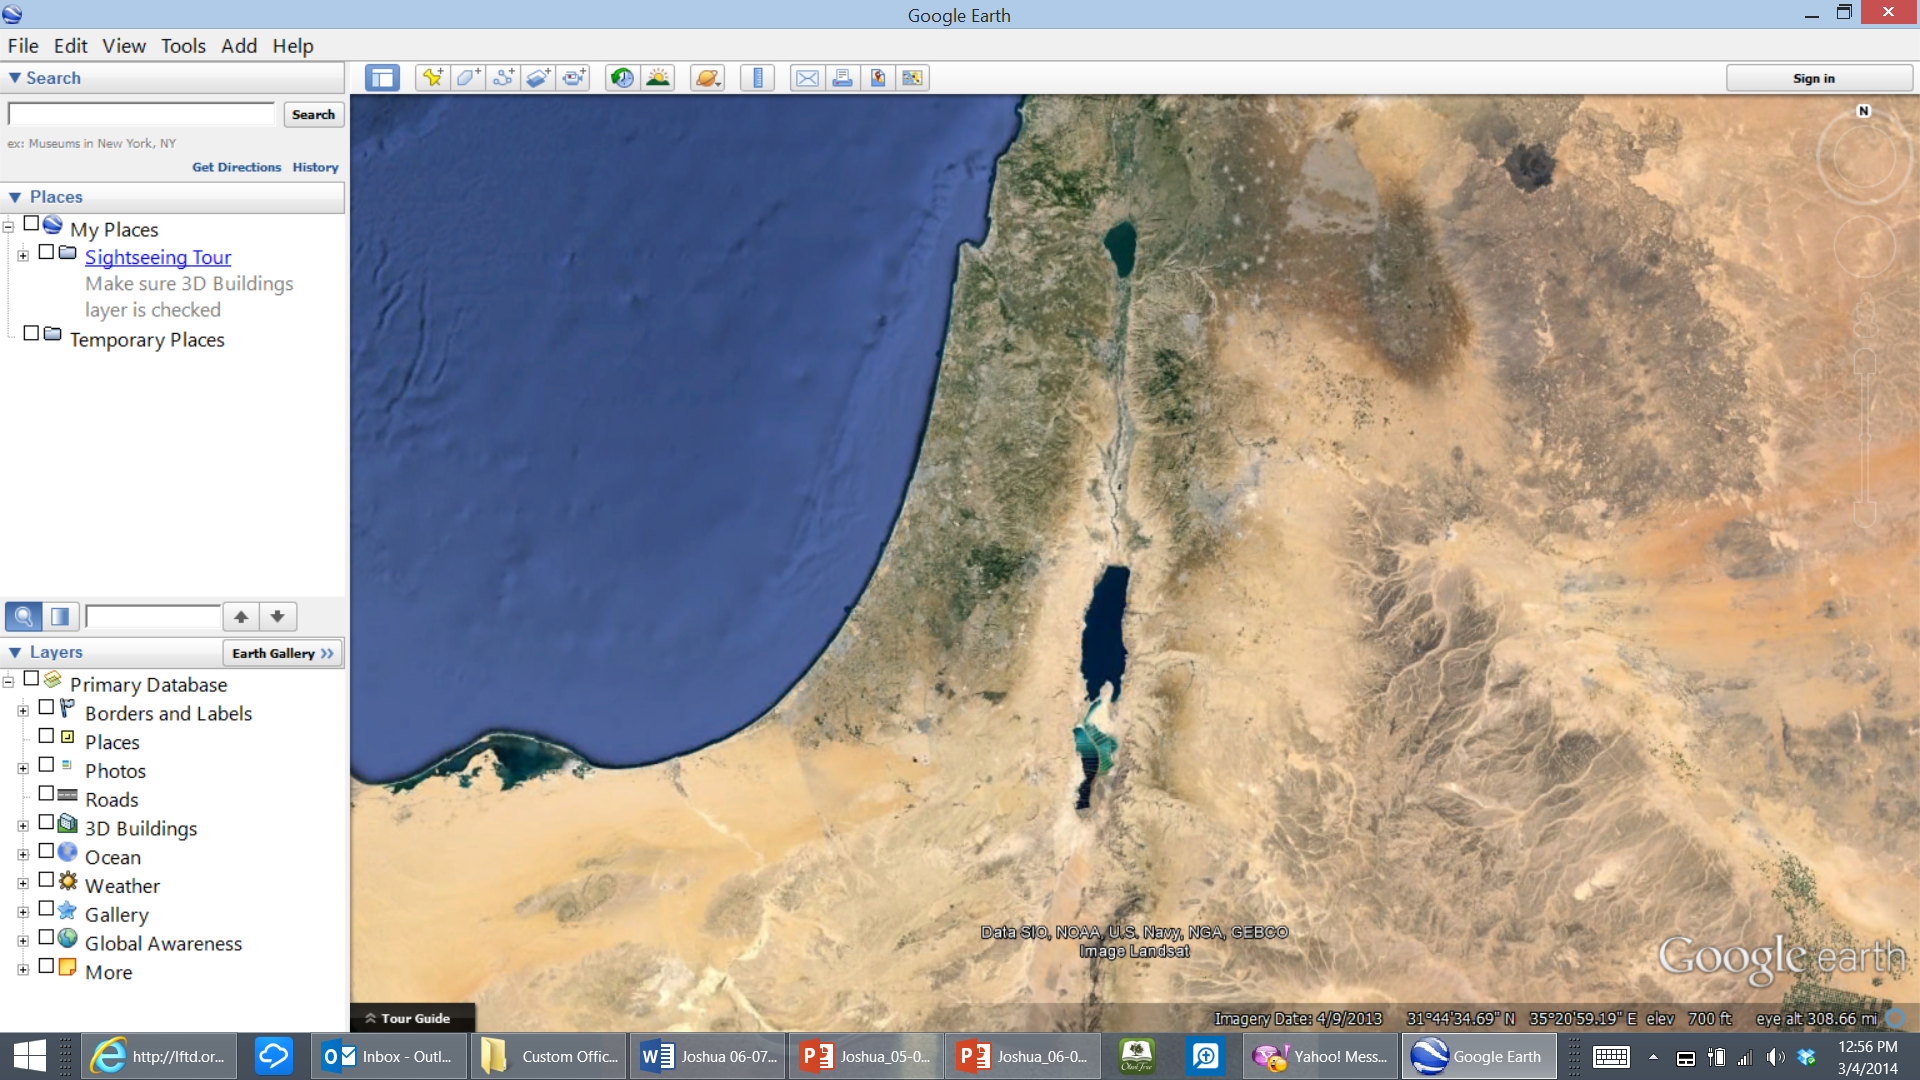 Google Earth
File Edit View Tools Add Help
Search
Sign in
Search
ex: Museums in New York, NY
Get Directions History
Places
My Places
Sightseeing Tour
Make sure 3D Buildings
layer is checked
Temporary Places
N
Layers
Earth Gallery >>
Primary Database
Borders and Labels
Places
Photos
Roads
3D Buildings
Ocean
Weather
Gallery
Global Awareness
More
Data SIO, NOAA, U.S. Navy, NGA, GEBCO
Image Landsat
Google earth
Tour Guide
Imagery Date: 4/9/2013 31°44'34.69" N 35°20'59.19" E elev 700 ft eye alt 308.66 mi
http://lftd.or...
Inbox - Outl...
Custom Offic...
Joshua 06-07...
Joshua_05-0...
Joshua_06-0...
Olive Tree
Yahoo! Mess...
Google Earth
12:56 PM
3/4/2014